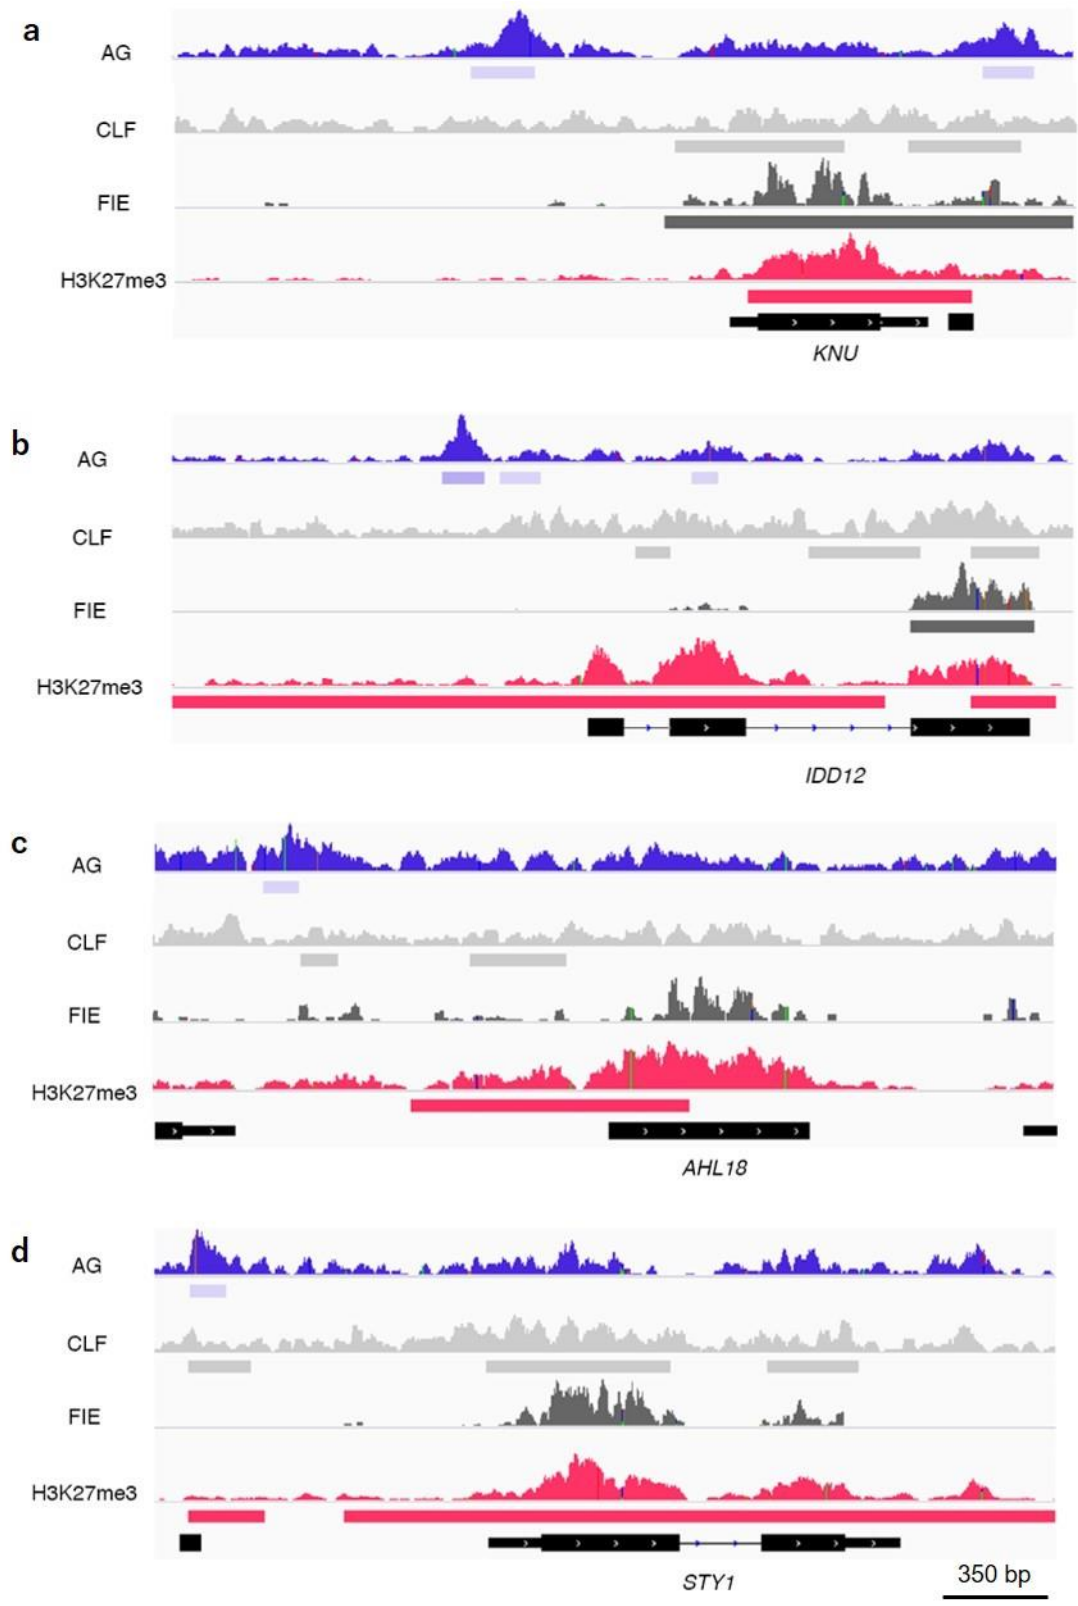 a
AG
CLF
FIE
H3K27me3
KNU
b
AG
CLF
FIE
H3K27me3
IDD12
c
AG
CLF
FIE
H3K27me3
AHL18
d
AG
CLF
FIE
H3K27me3
STY1
350 bp